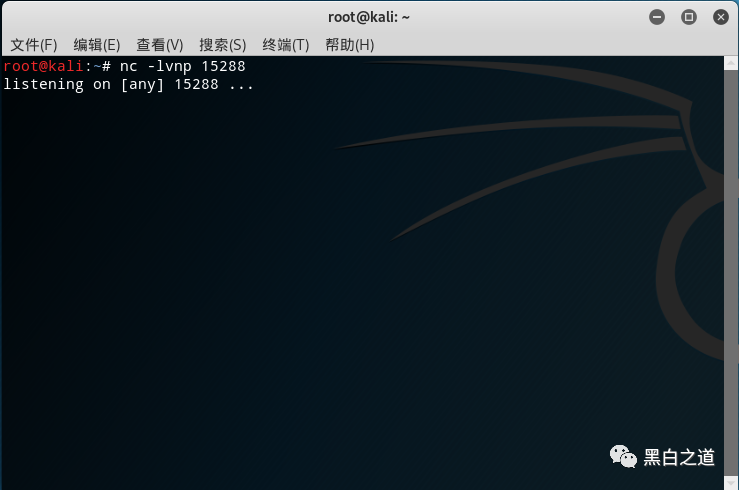 root@kali: ~
文件(F) 编辑(E) 查看(V) 搜索(S) 终端(T) 帮助(H)
root@kali:~# nc -lvnp 15288
listening on [any] 15288 ...
黑白之道